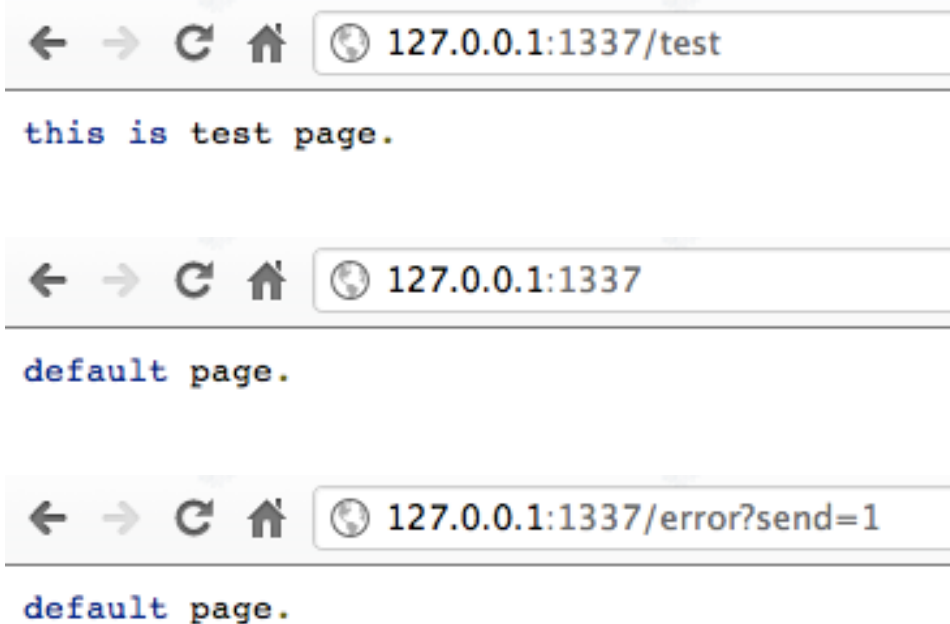 127.0.0.1:1337/test
this is test page.
127.0.0.1:1337
default page.
127.0.0.1:1337/error?send=1
default page.